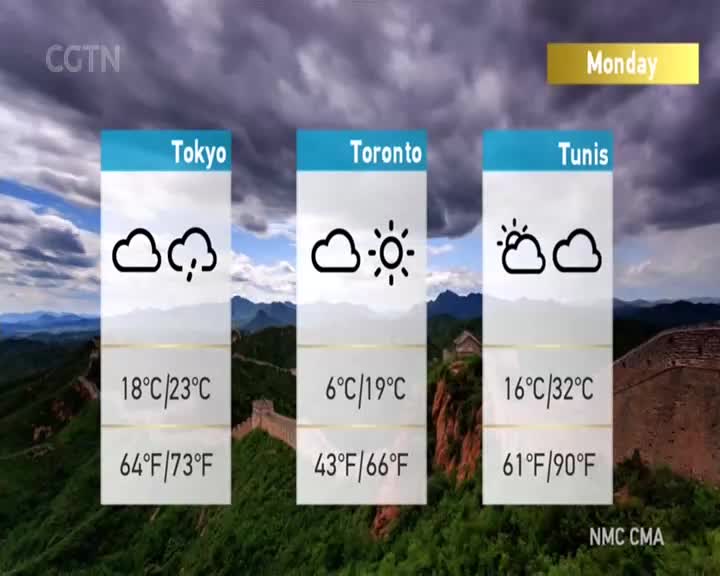 CGTN
Monday
Tokyo
18°C/23°C
64°F/73°F
Toronto
6°C/19°C
43°F/66°F
Tunis
16°C/32°C
61°F/90°F
NMC CMA